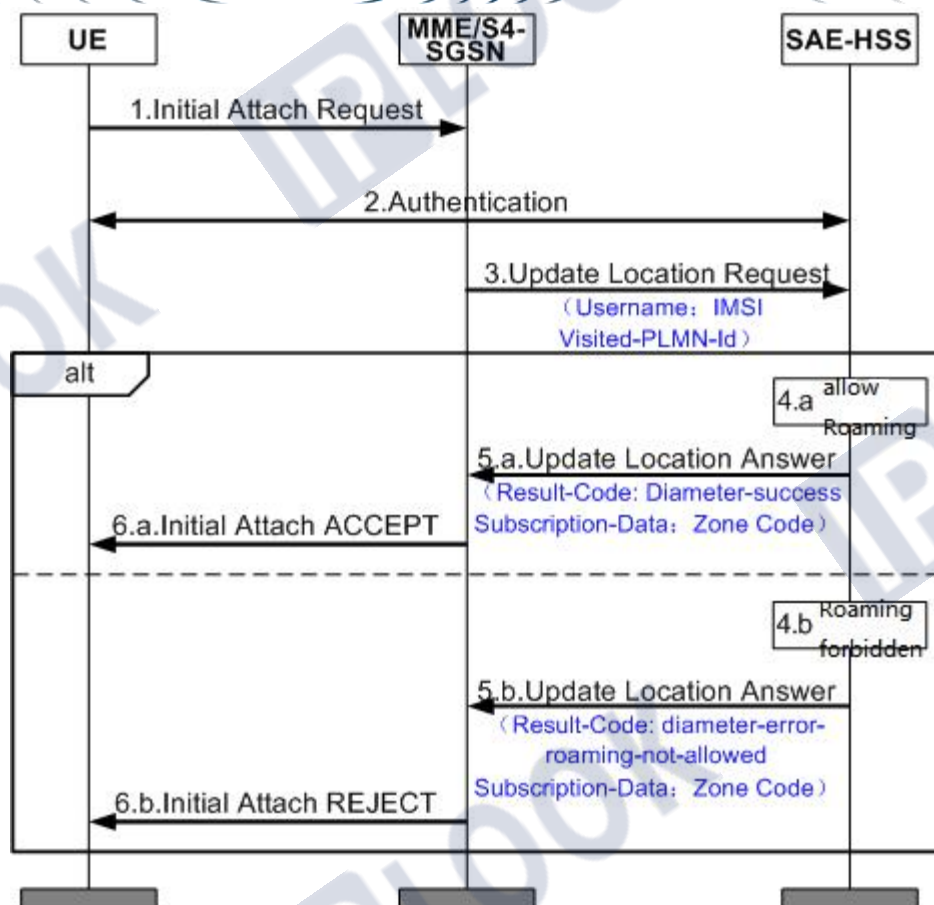 UE
MME/S4-
SGSN
SAE-HSS
1.Initial Attach Request
2.Authentication
3.Update Location Request
（Username：IMSI
Visited-PLMN-Id）
alt
4.a allow
Roaming
5.a.Update Location Answer
（Result-Code: Diameter-success
Subscription-Data：Zone Code）
6.a.Initial Attach ACCEPT
4.b Roaming
forbidden
5.b.Update Location Answer
（Result-Code: diameter-error-
roaming-not-allowed
Subscription-Data：Zone Code）
6.b.Initial Attach REJECT
IPLOOK